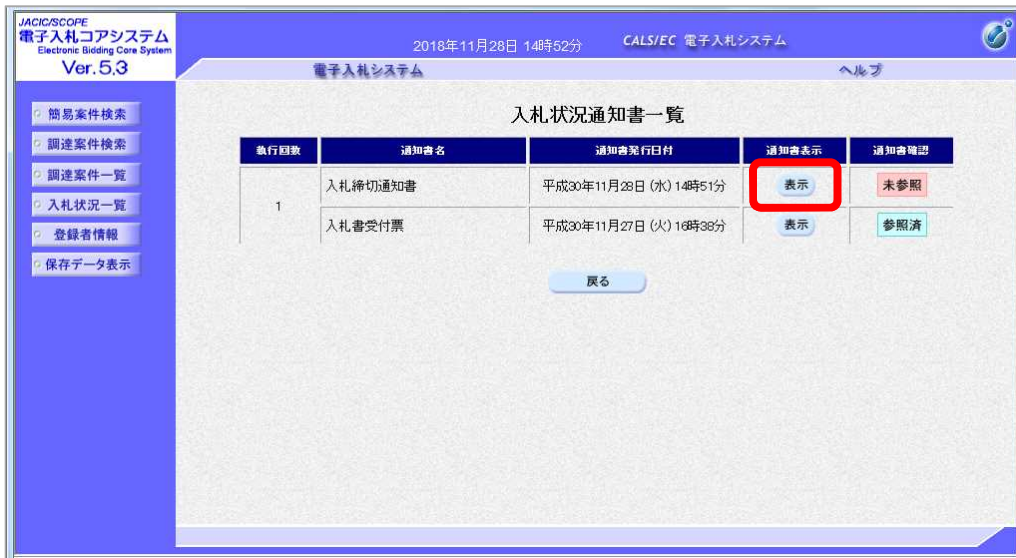 JACIC/SCOPE
電子入札コアシステム
Electronic Bidding Core System
Ver.5.3
2018年11月28日 14時52分
CALS/EC 電子入札システム
電子入札システム
ヘルプ
簡易案件検索
調達案件検索
調達案件一覧
入札状況一覧
登録者情報
保存データ表示
入札状況通知書一覧
執行回数 通知書名 通知書発行日付 通知書表示 通知書確認
1
入札締切通知書 平成30年11月28日 (水) 14時51分 表示 未参照
入札書受付票 平成30年11月27日 (火) 16時38分 表示 参照済
戻る